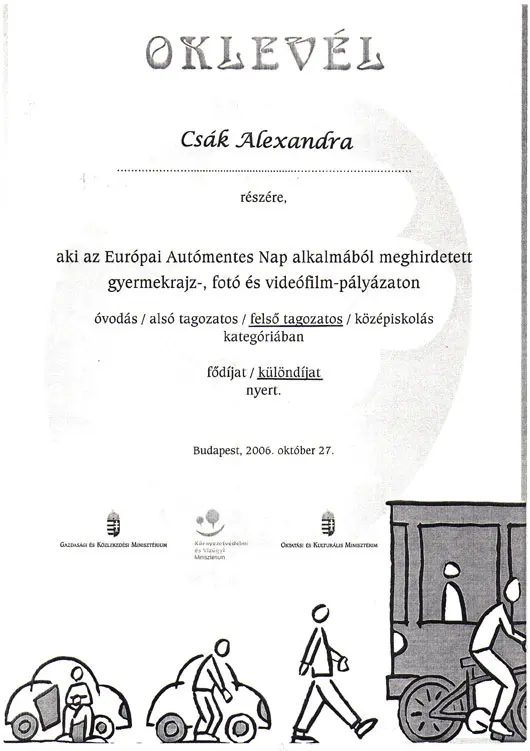 OKLEVÉL
Csák Alexandra
részére,
aki az Európai Autómentes Nap alkalmából meghirdetett
gyermekrajz-, fotó és videófilm-pályázaton
óvodás / alsó tagozatos / felső tagozatos / középiskolás
kategóriában
fődíjat / különdíjat
nyert.
Budapest, 2006. október 27.
Gazdasági és Közlekedési Minisztérium
Környezetvédelmi
és Vízügyi
Minisztérium
Oktatási és Kulturális Minisztérium